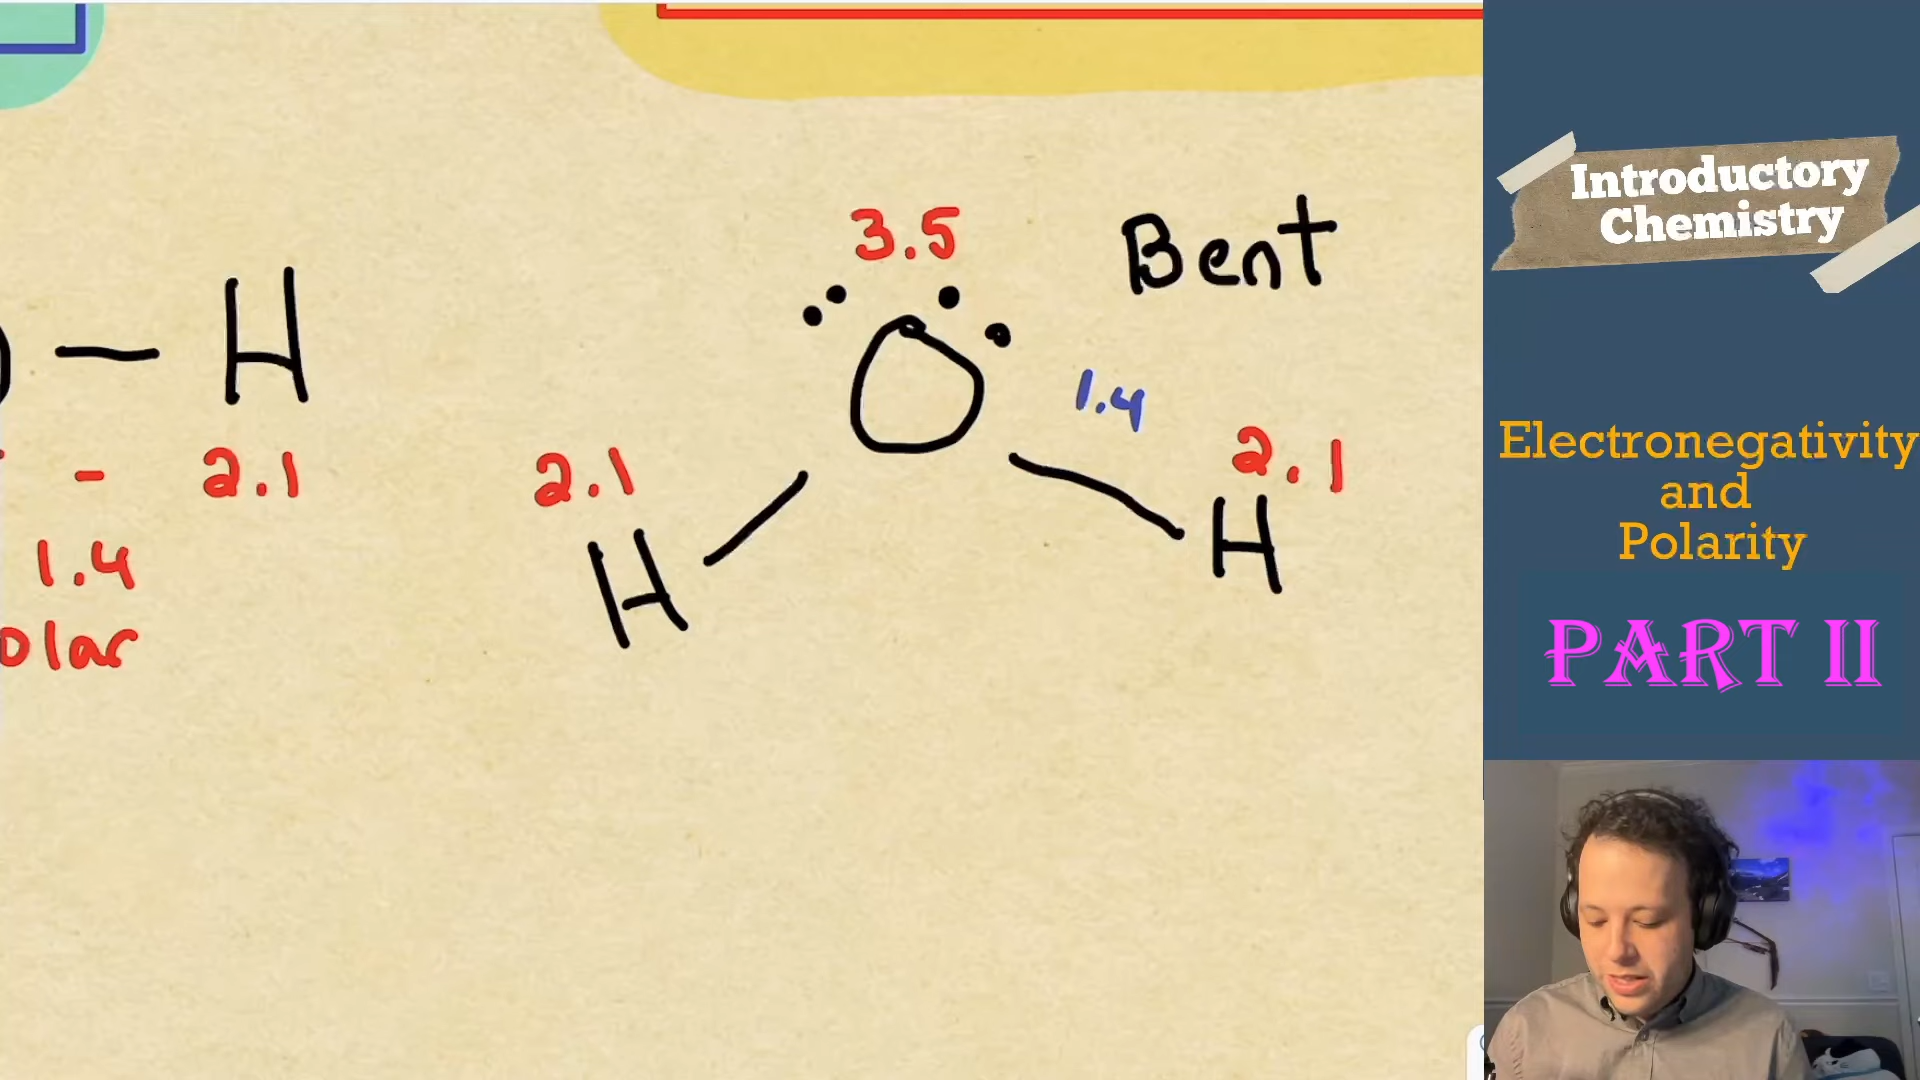 3.5
Bent
O
1.4
2.1
H
2.1
H
H
- 2.1
1.4
olar
Introductory
Chemistry
Electronegativity
and
Polarity
PART II